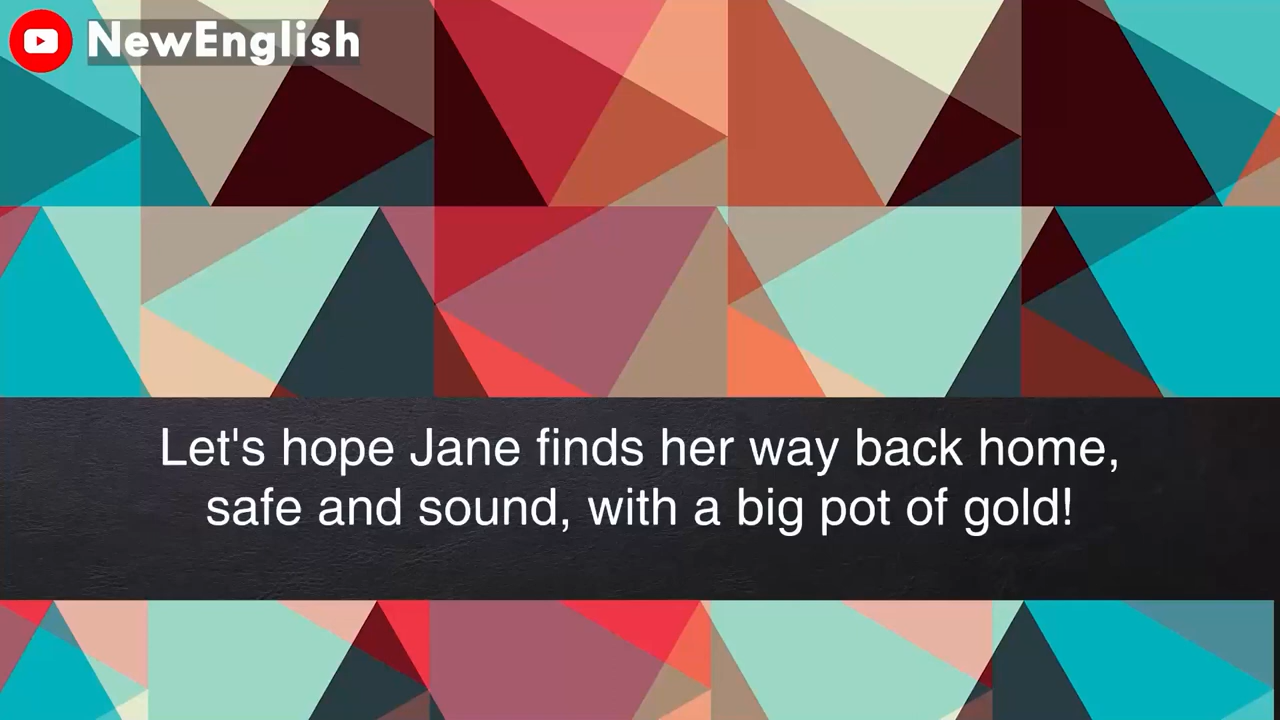 NewEnglish
Let's hope Jane finds her way back home,
safe and sound, with a big pot of gold!